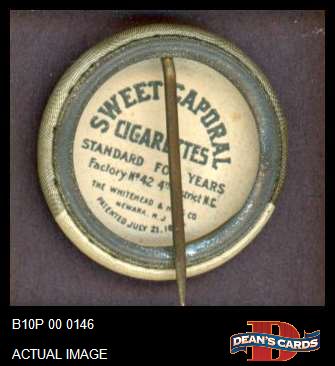 SWEET CAPORAL
CIGARETTES
STANDARD FOR YEARS
Factory No 42 4th District N.C.
THE WHITEHEAD & CO
NEWARK, N.J.
PATENTED JULY 21,
B10P 00 0146
ACTUAL IMAGE
DEAN'S CARDS